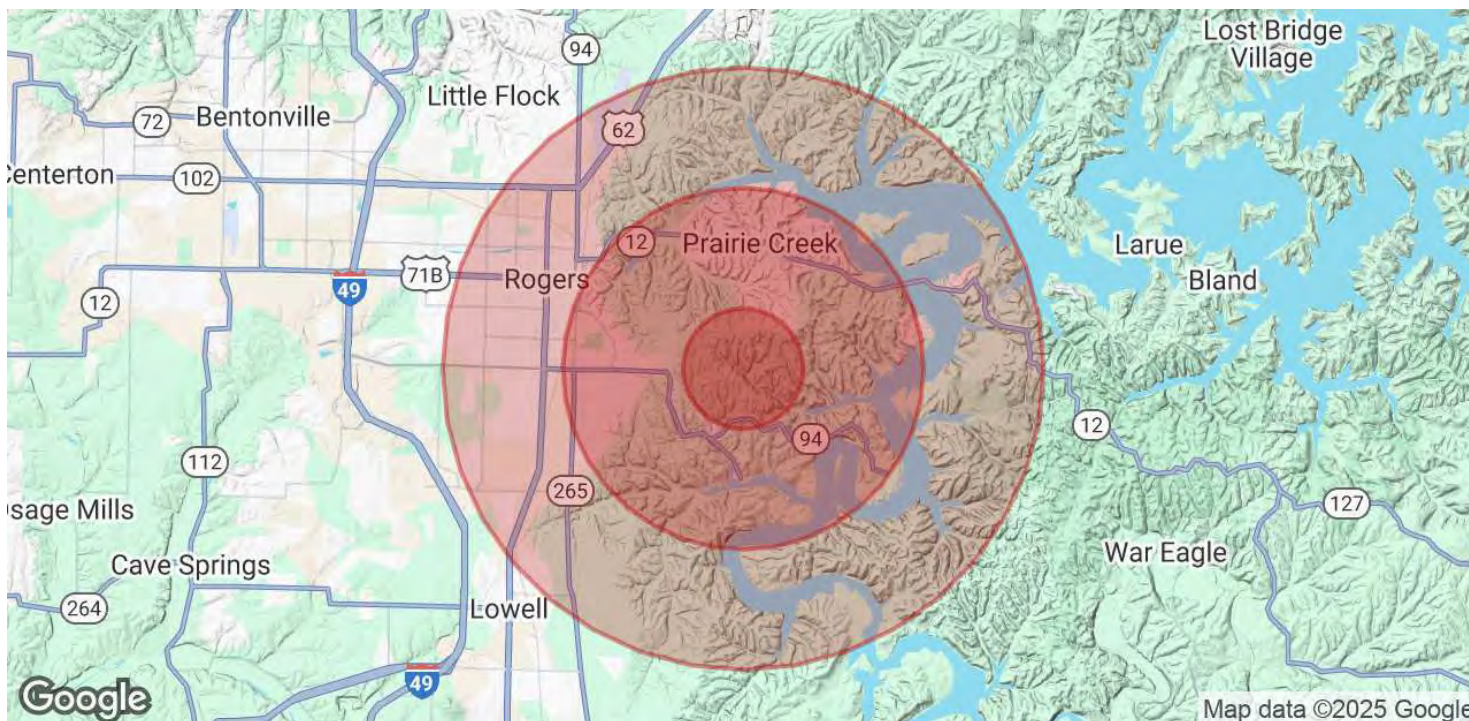 Lost Bridge
Village
94
Little Flock
72
Bentonville
62
Centerton
102
12
Prairie Creek
Larue
71B
Rogers
Bland
49
12
94
12
112
265
127
sage Mills
War Eagle
Cave Springs
264
Lowell
49
Google
Map data ©2025 Google